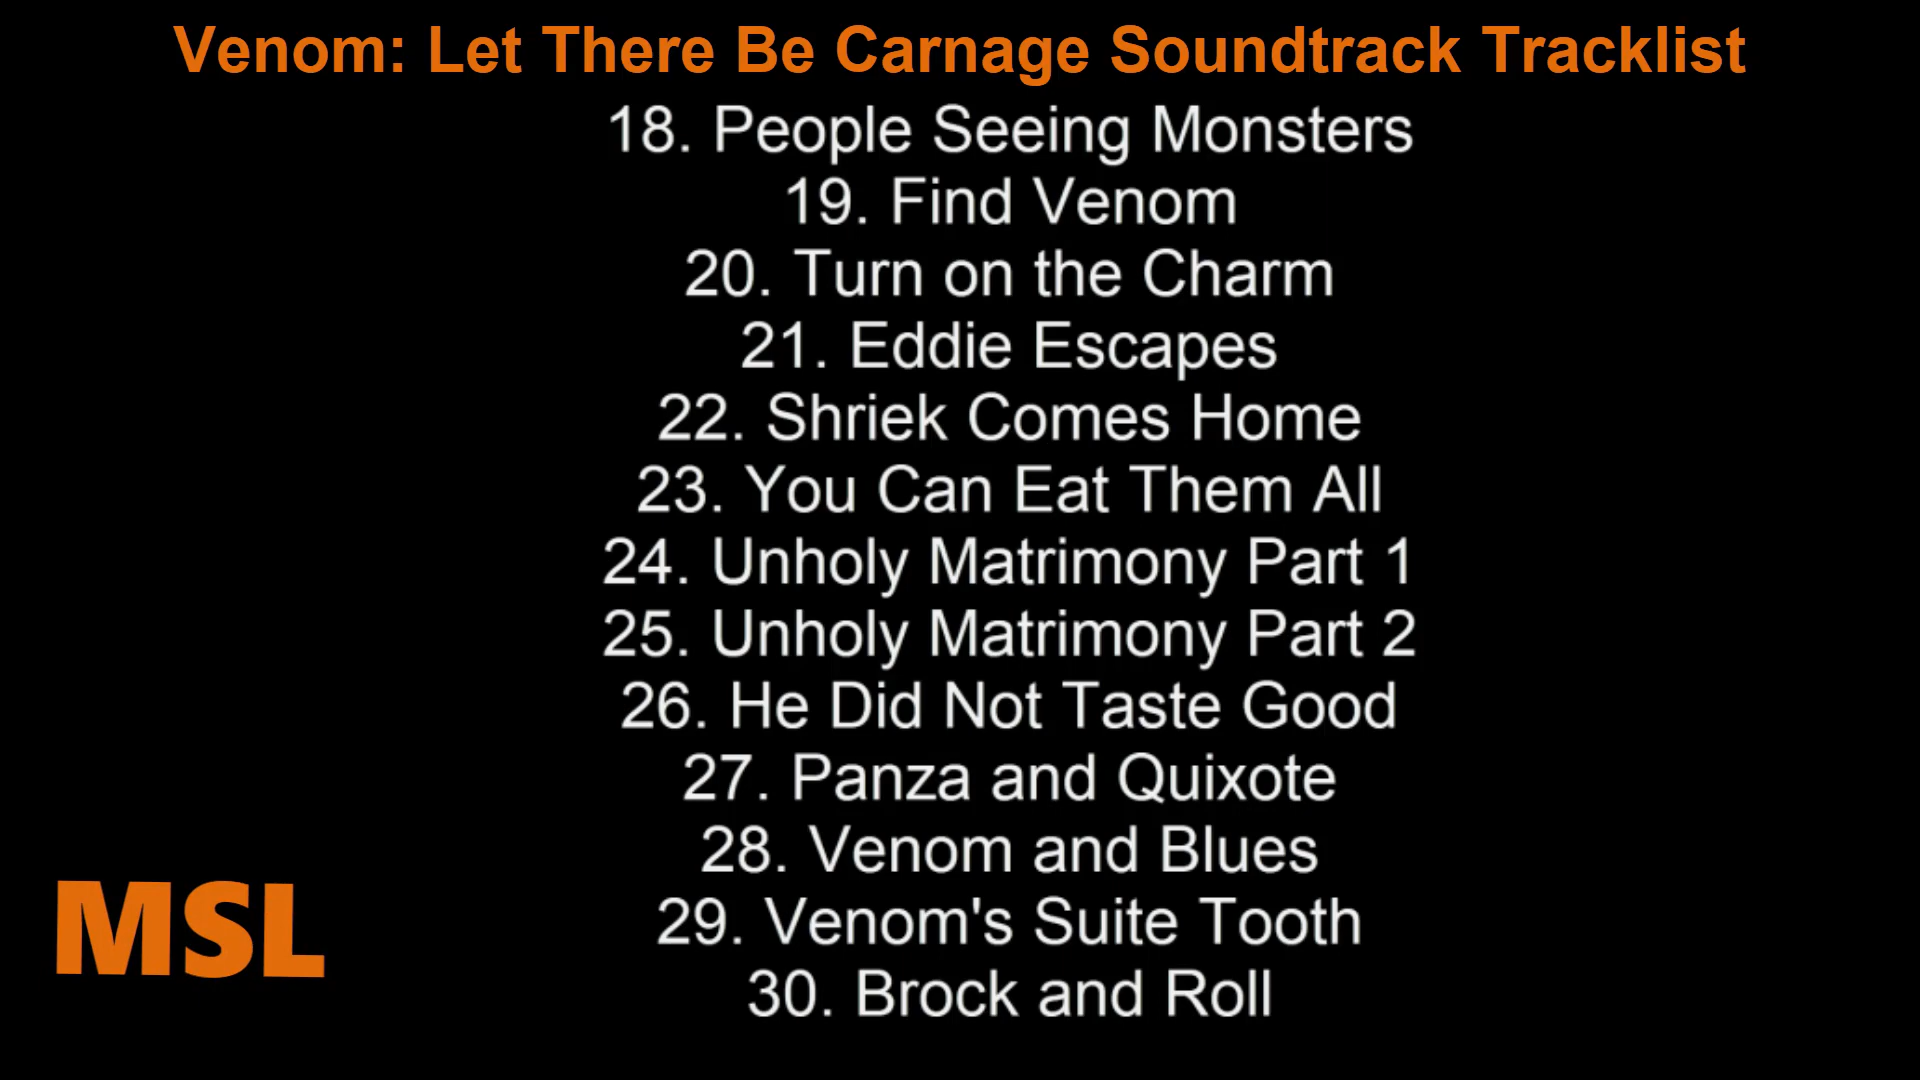 Venom: Let There Be Carnage Soundtrack Tracklist
18. People Seeing Monsters
19. Find Venom
20. Turn on the Charm
21. Eddie Escapes
22. Shriek Comes Home
23. You Can Eat Them All
24. Unholy Matrimony Part 1
25. Unholy Matrimony Part 2
26. He Did Not Taste Good
27. Panza and Quixote
28. Venom and Blues
29. Venom's Suite Tooth
30. Brock and Roll
MSL